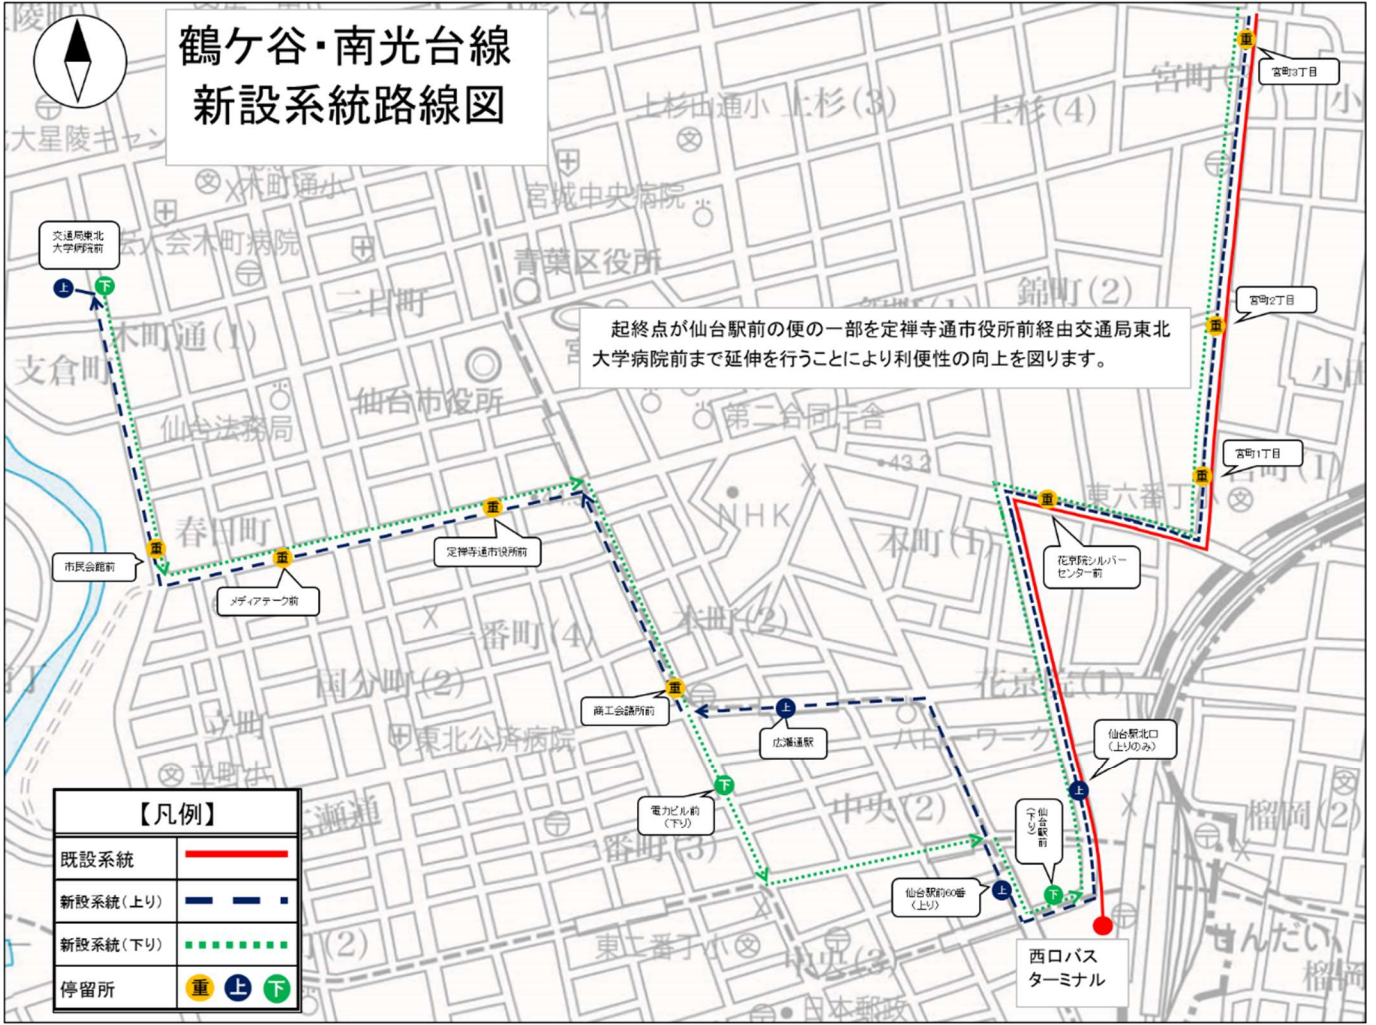 鶴ケ谷・南光台線
新設系統路線図
宮町3丁目
小
上杉山通小
上杉(3)
上杉(4)
木町通小
宮城中央病院
交通局東北
大学病院前
青葉区役所
二日町
錦町(2)
宮町2丁目
起終点が仙台駅前の便の一部を定禅寺通市役所前経由交通局東北
大学病院前まで延伸を行うことにより利便性の向上を図ります。
木町通(1)
支倉町
仙台市役所
仙台法務局
第二合同庁舎
43.2
宮町1丁目
NHK
東六番丁
春日町
市民会館前
メディアテーク前
定禅寺通市役所前
本町(1)
花京院シルバー
センター前
一番町(4)
本町(2)
国分町(2)
花京院(1)
商工会議所前
広瀬通駅
立町
東北公済病院
ハローワーク
仙台駅北口
(上りのみ)
立町小
電力ビル前
(下り)
中央(2)
仙台駅前
(下り)
榴岡(2)
一番町(3)
仙台駅前60番
(上り)
東二番丁小
中央(3)
西口バス
ターミナル
せんだい
榴岡
日本郵政
【凡例】
既設系統
新設系統(上り)
新設系統(下り)
停留所 重 上 下